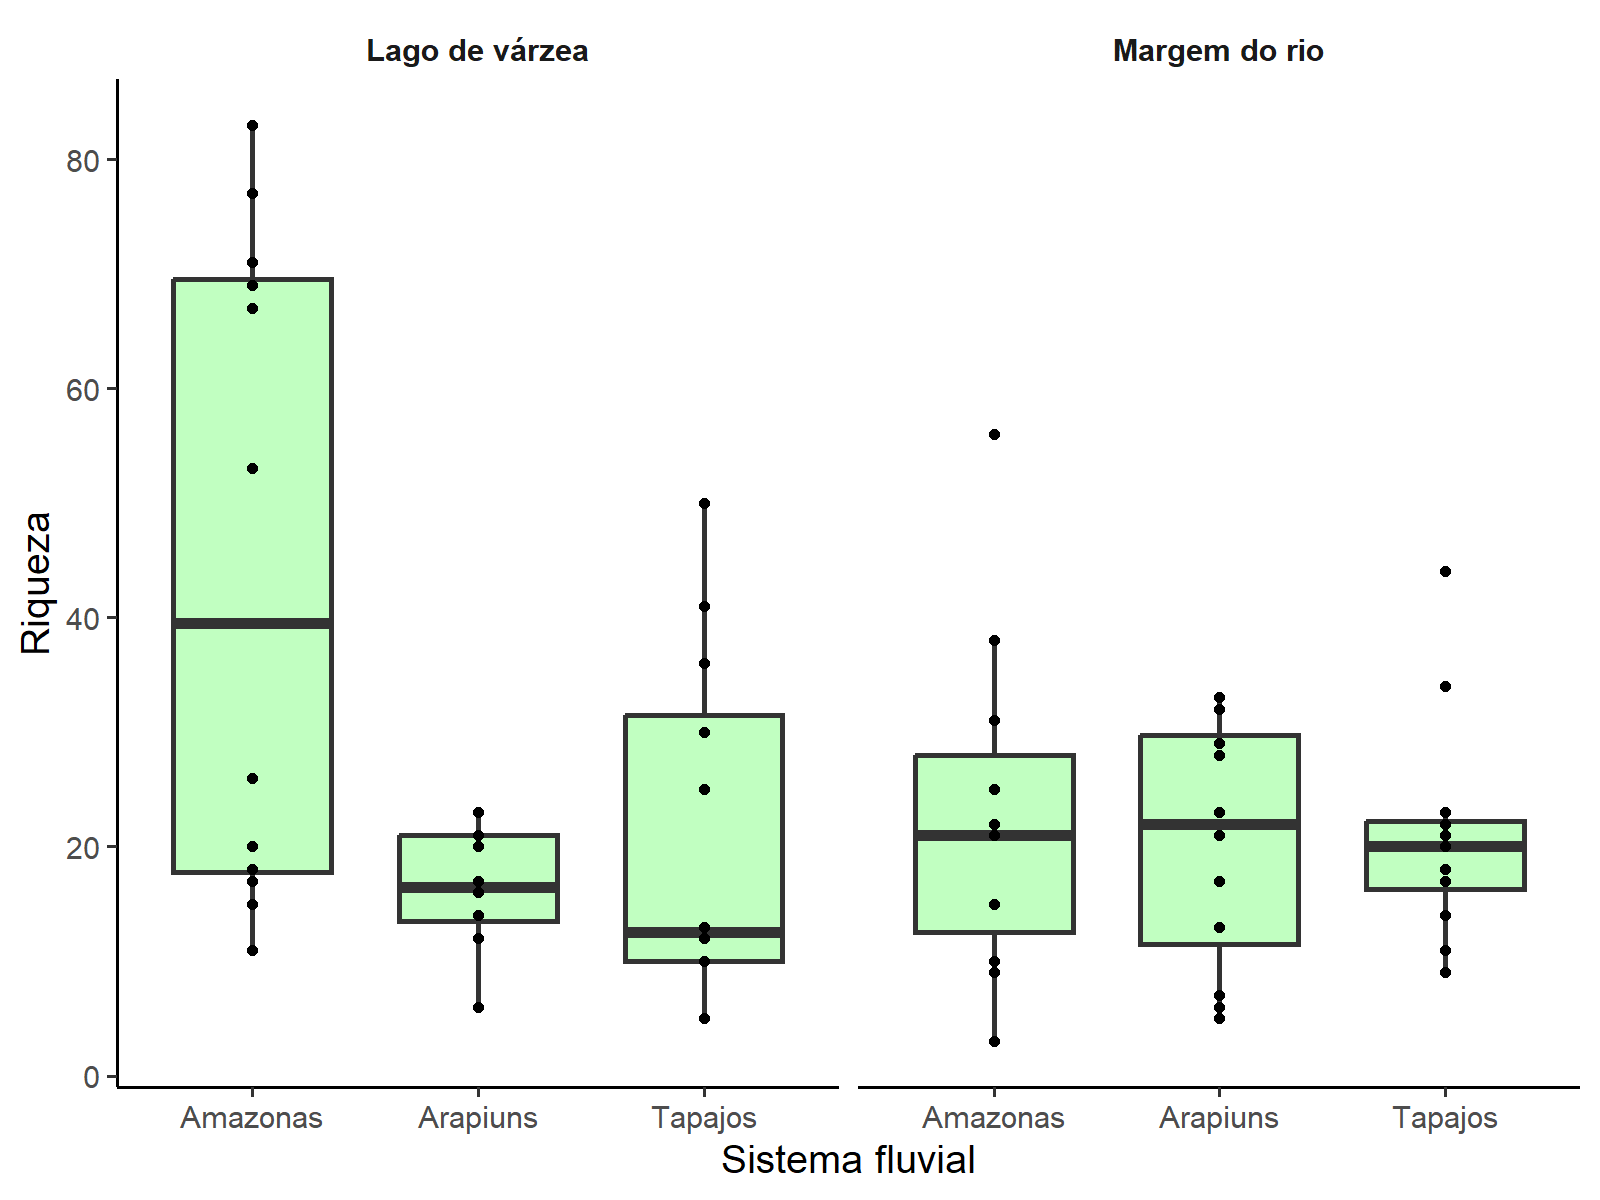 Lago de várzea
Margem do rio
Riqueza
80
60
40
20
0
Amazonas
Arapiuns
Tapajos
Amazonas
Arapiuns
Tapajos
Sistema fluvial